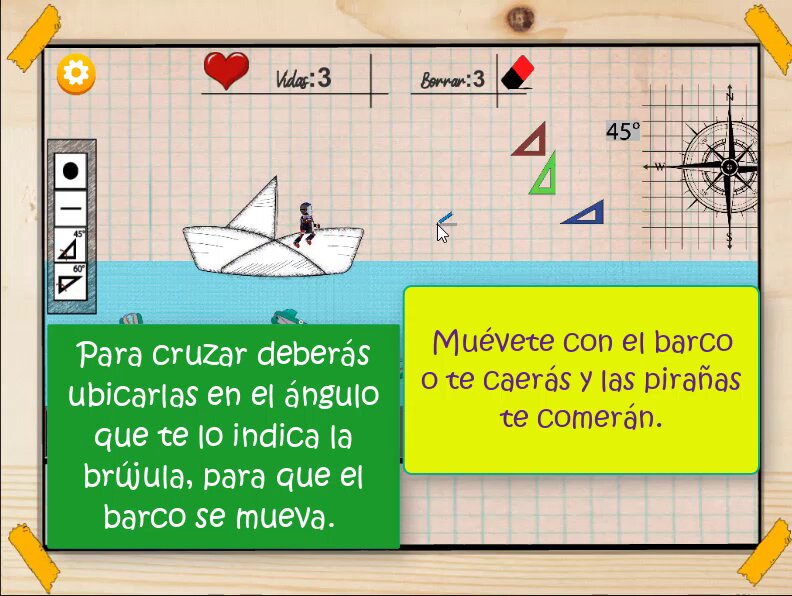 Vidas:3
Borrar:3
45°
N
W
S
45°
60°
Para cruzar deberás
ubicarlas en el ángulo
que te lo indica la
brújula, para que el
barco se mueva.
Muévete con el barco
o te caerás y las pirañas
te comerán.